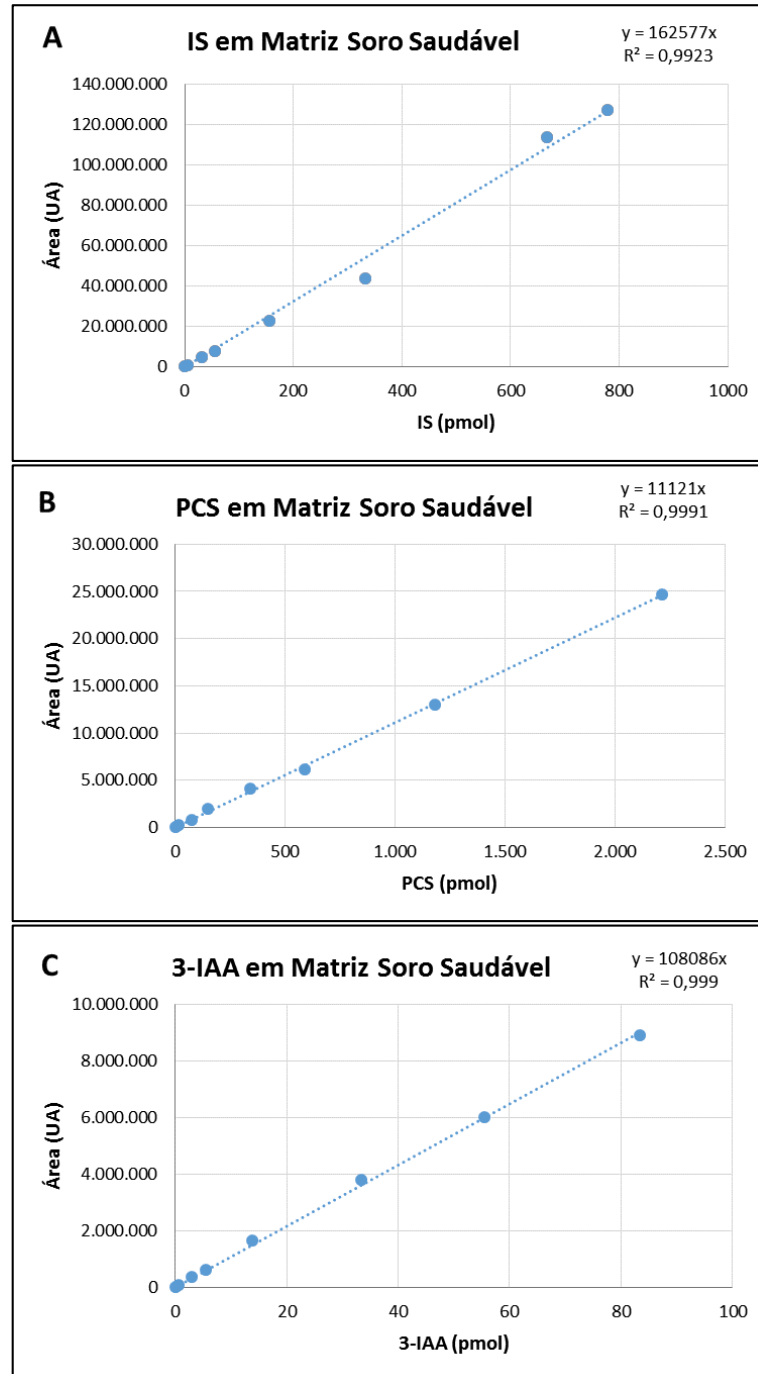 A
IS em Matriz Soro Saudável
y = 162577x
R² = 0,9923
140.000.000
120.000.000
100.000.000
80.000.000
60.000.000
40.000.000
20.000.000
0
Área (UA)
0 200 400 600 800 1000
IS (pmol)
B
PCS em Matriz Soro Saudável
y = 11121x
R² = 0,9991
30.000.000
25.000.000
20.000.000
15.000.000
10.000.000
5.000.000
0
Área (UA)
0 500 1.000 1.500 2.000 2.500
PCS (pmol)
C
3-IAA em Matriz Soro Saudável
y = 108086x
R² = 0,999
10.000.000
8.000.000
6.000.000
4.000.000
2.000.000
0
Área (UA)
0 20 40 60 80 100
3-IAA (pmol)